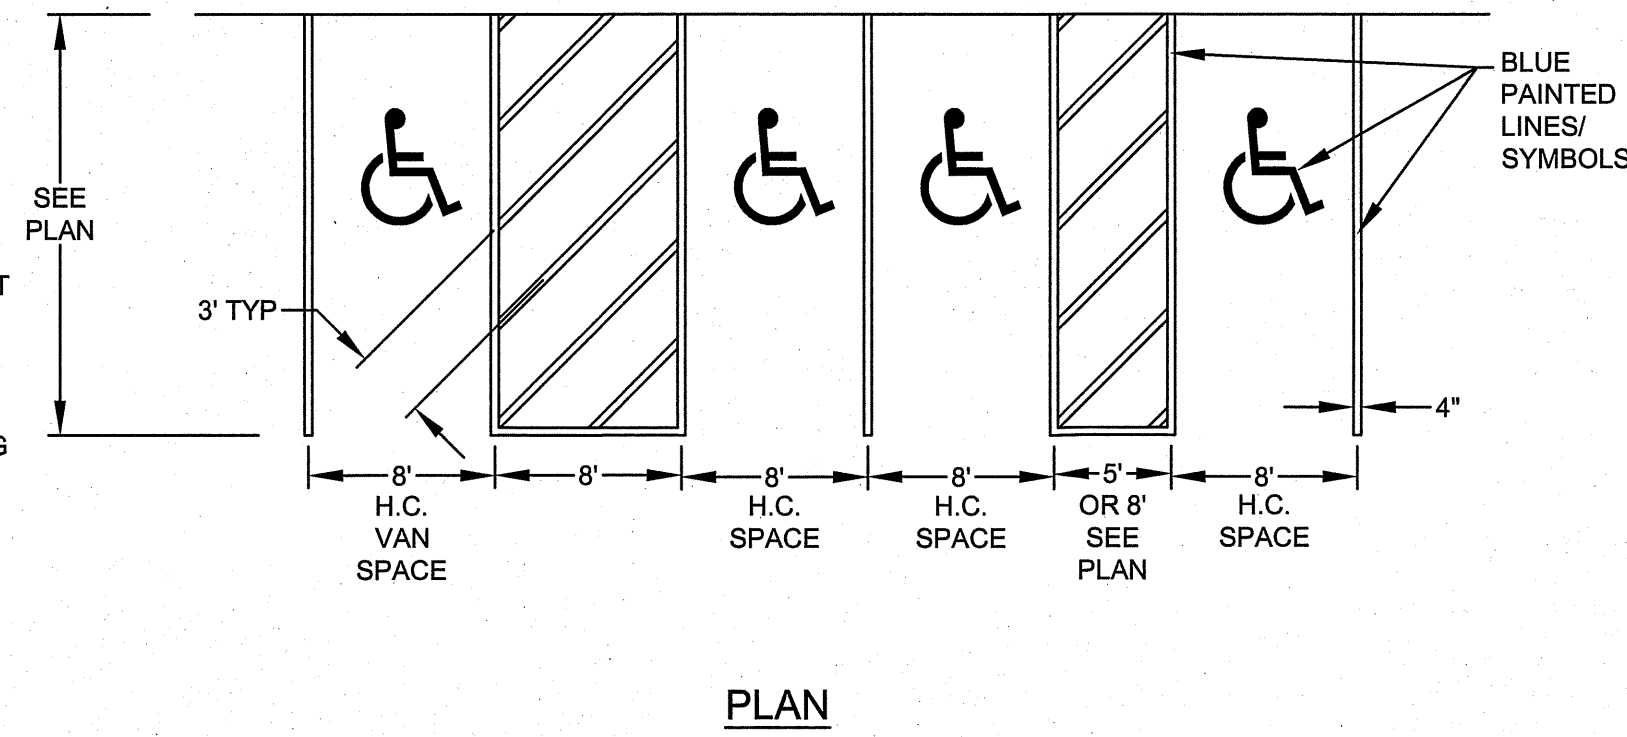 BLUE
PAINTED
LINES/
SYMBOLS
SEE
PLAN
T
3' TYP
G
4"
8'
H.C.
VAN
SPACE
8'
8'
H.C.
SPACE
8'
H.C.
SPACE
5'
OR 8'
SEE
PLAN
8'
H.C.
SPACE
PLAN